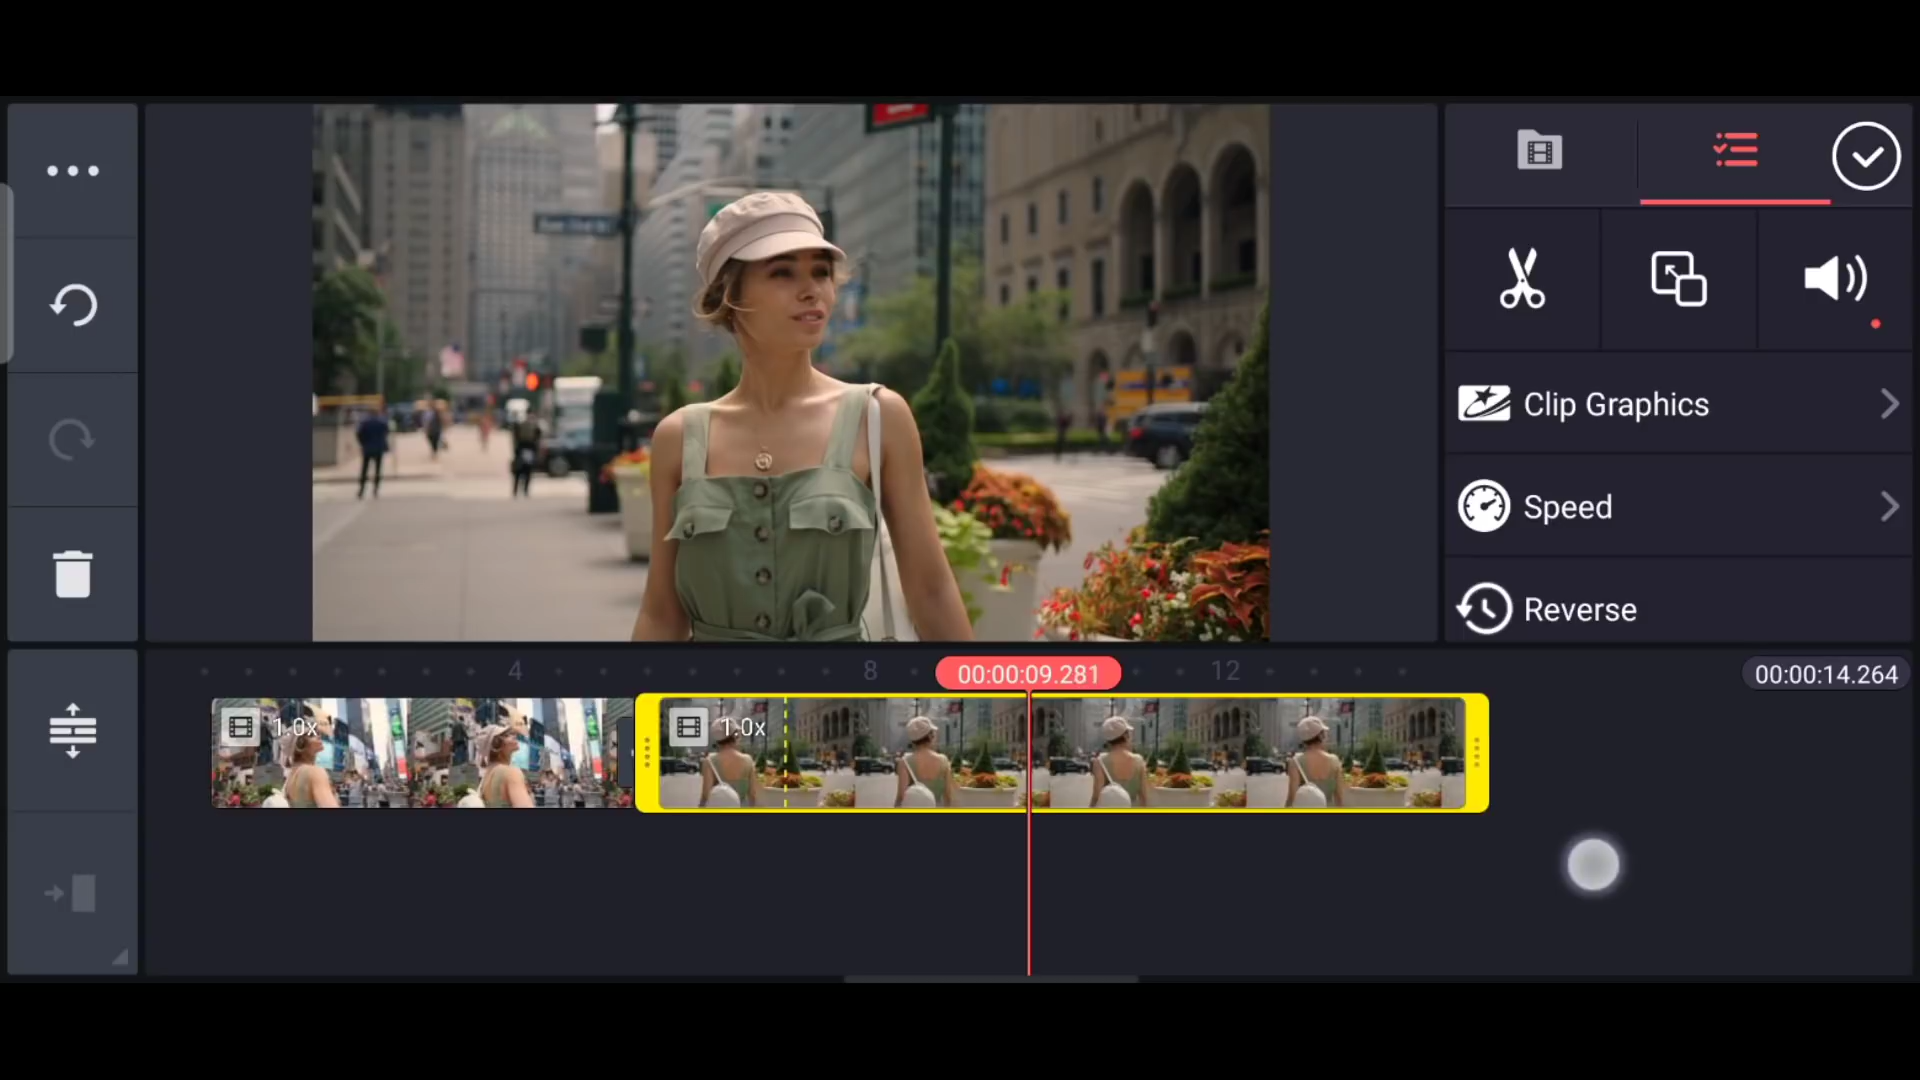 Clip Graphics
Speed
Reverse
4
8
00:00:09.281
12
00:00:14.264
1.0x
1.0x